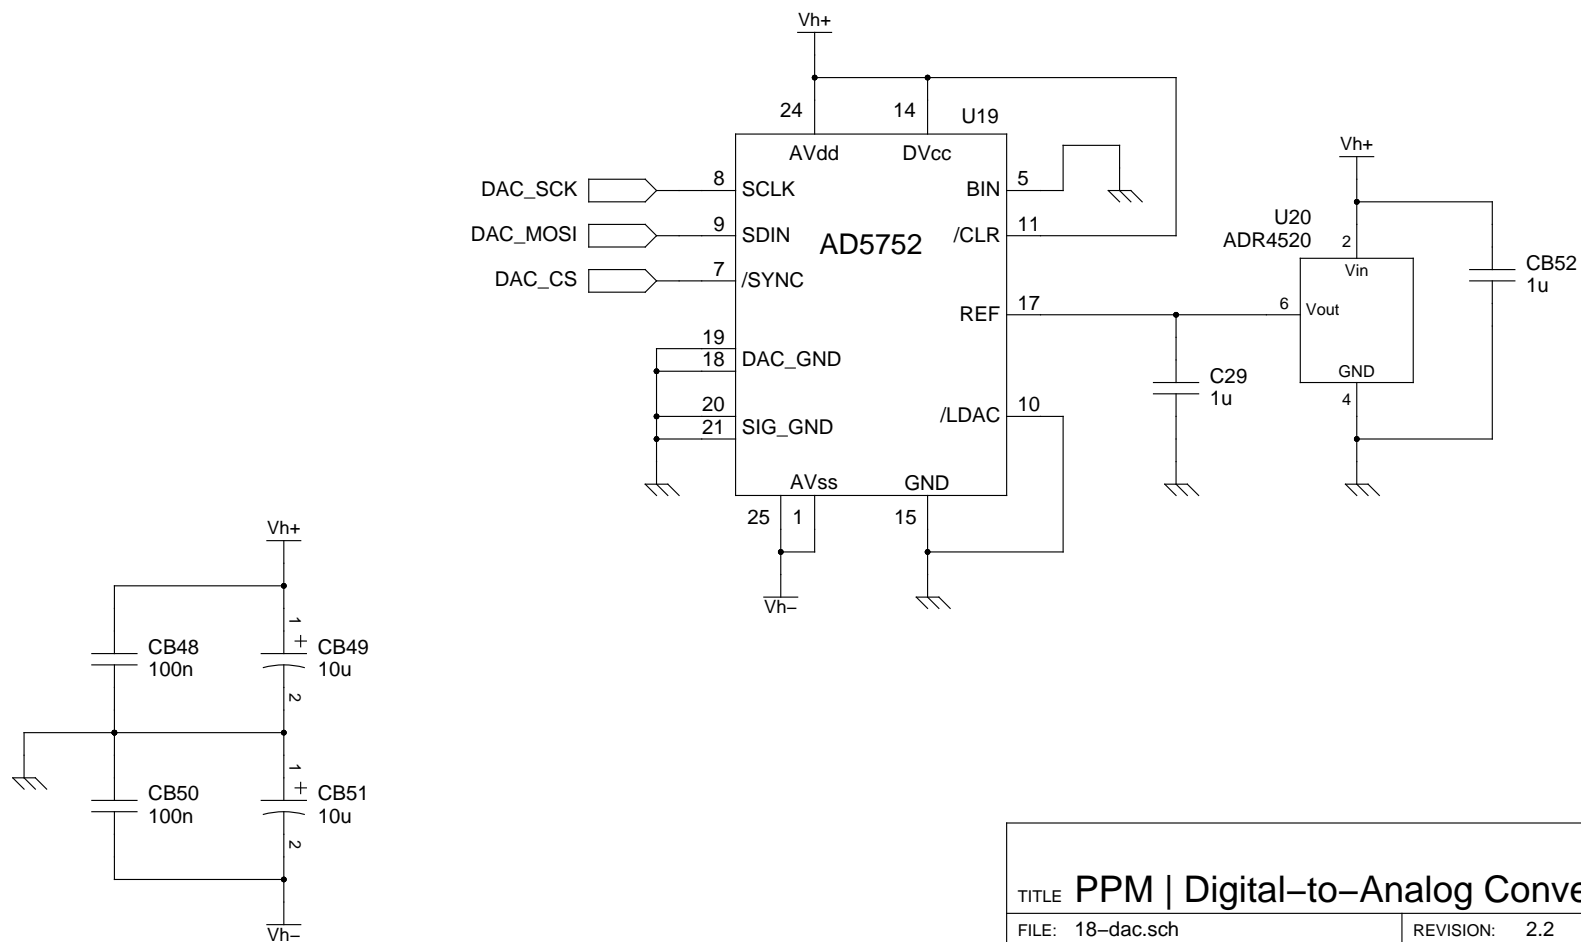 Vh+
24
14
U19
AVdd
DVcc
DAC_SCK
8
SCLK
BIN
5
DAC_MOSI
9
SDIN
AD5752
/CLR
11
DAC_CS
7
/SYNC
REF
17
19
18
DAC_GND
20
21
SIG_GND
/LDAC
10
AVss
GND
25
1
15
Vh−
Vh+
U20
ADR4520
2
Vin
6
Vout
GND
4
CB52
1u
C29
1u
Vh+
CB48
100n
1
+
CB49
10u
2
CB50
100n
1
+
CB51
10u
2
Vh−
TITLE PPM | Digital−to−Analog Conve
FILE: 18−dac.sch
REVISION: 2.2